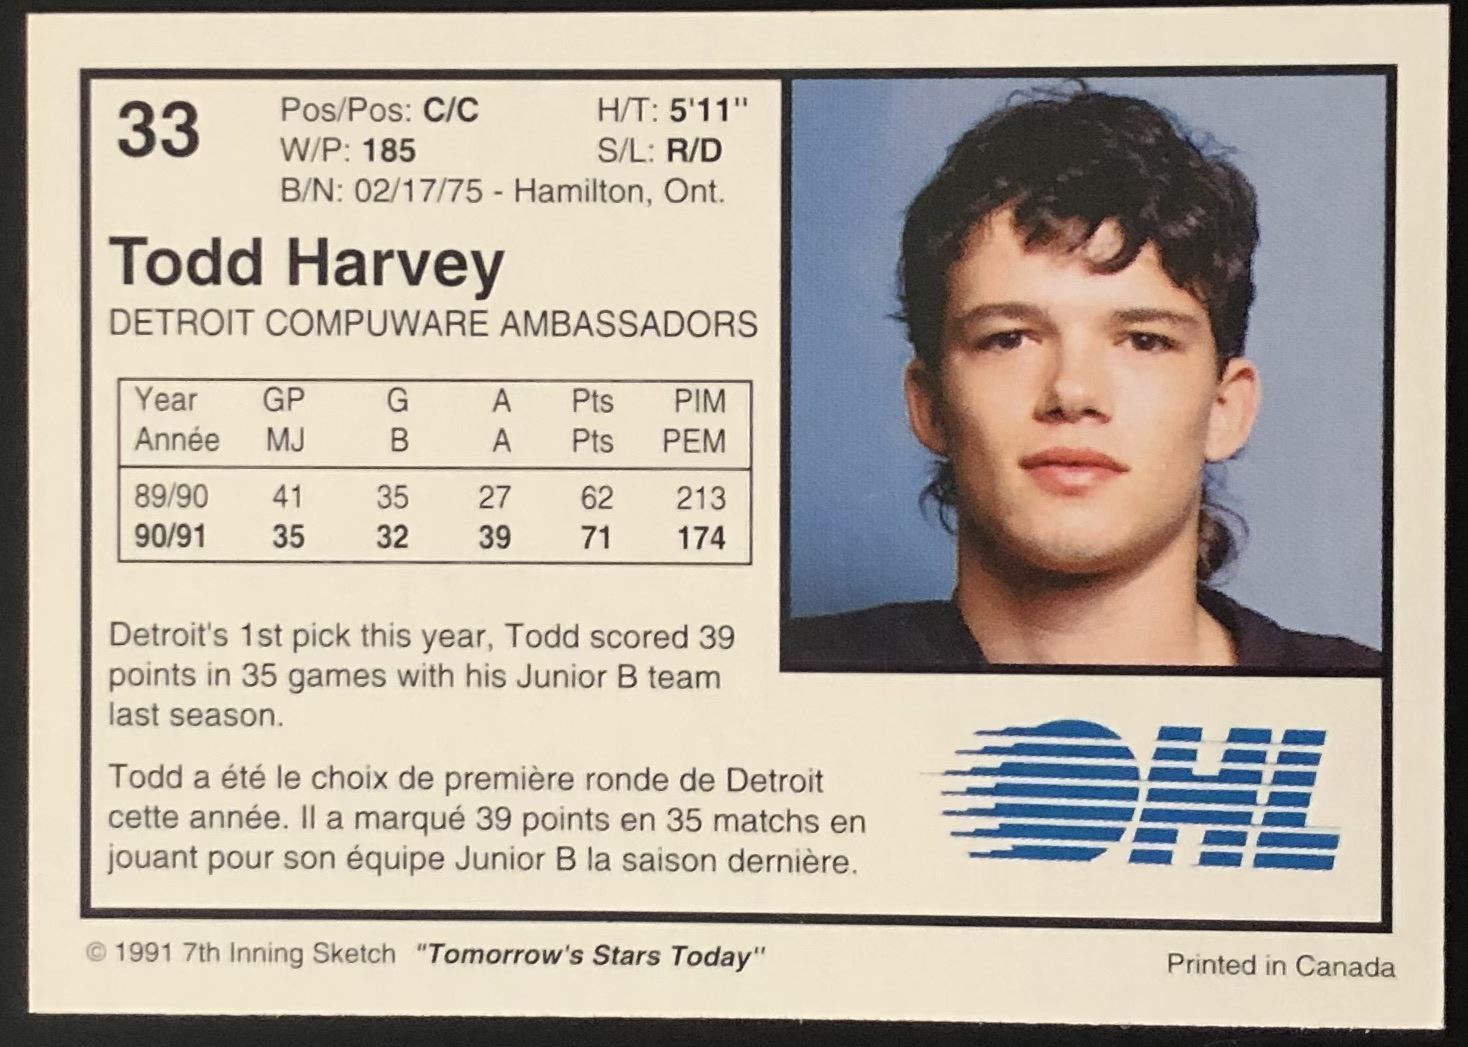 33
Pos/Pos: C/C H/T: 5'11"
W/P: 185 S/L: R/D
B/N: 02/17/75 - Hamilton, Ont.
Todd Harvey
DETROIT COMPUWARE AMBASSADORS
Year GP G A Pts PIM
Année MJ B A Pts PEM
89/90 41 35 27 62 213
90/91 35 32 39 71 174
Detroit's 1st pick this year, Todd scored 39
points in 35 games with his Junior B team
last season.
Todd a été le choix de première ronde de Detroit
cette année. Il a marqué 39 points en 35 matchs en
jouant pour son équipe Junior B la saison dernière.
OHL
© 1991 7th Inning Sketch "Tomorrow's Stars Today"
Printed in Canada